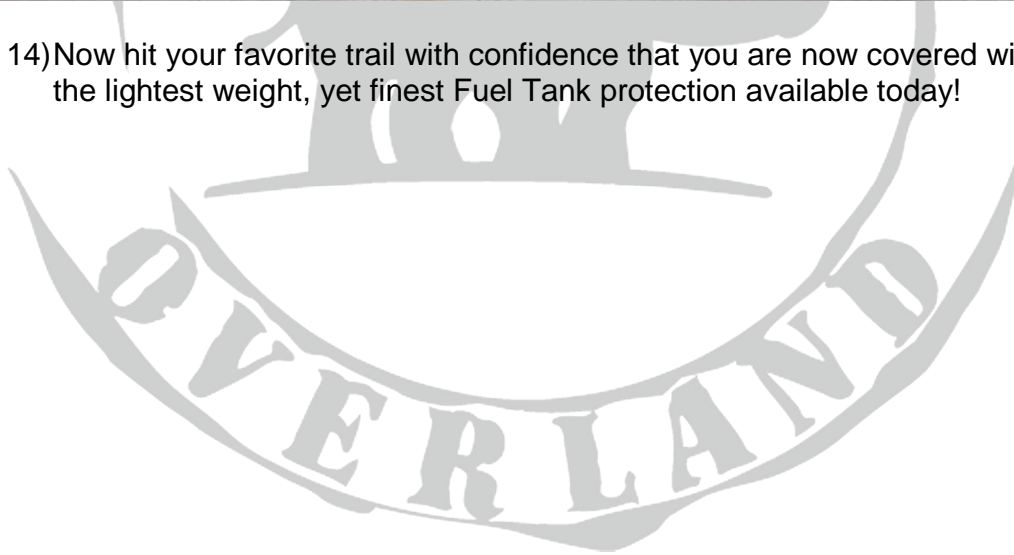 14)Now hit your favorite trail with confidence that you are now covered wi
the lightest weight, yet finest Fuel Tank protection available today!
OVERLAND